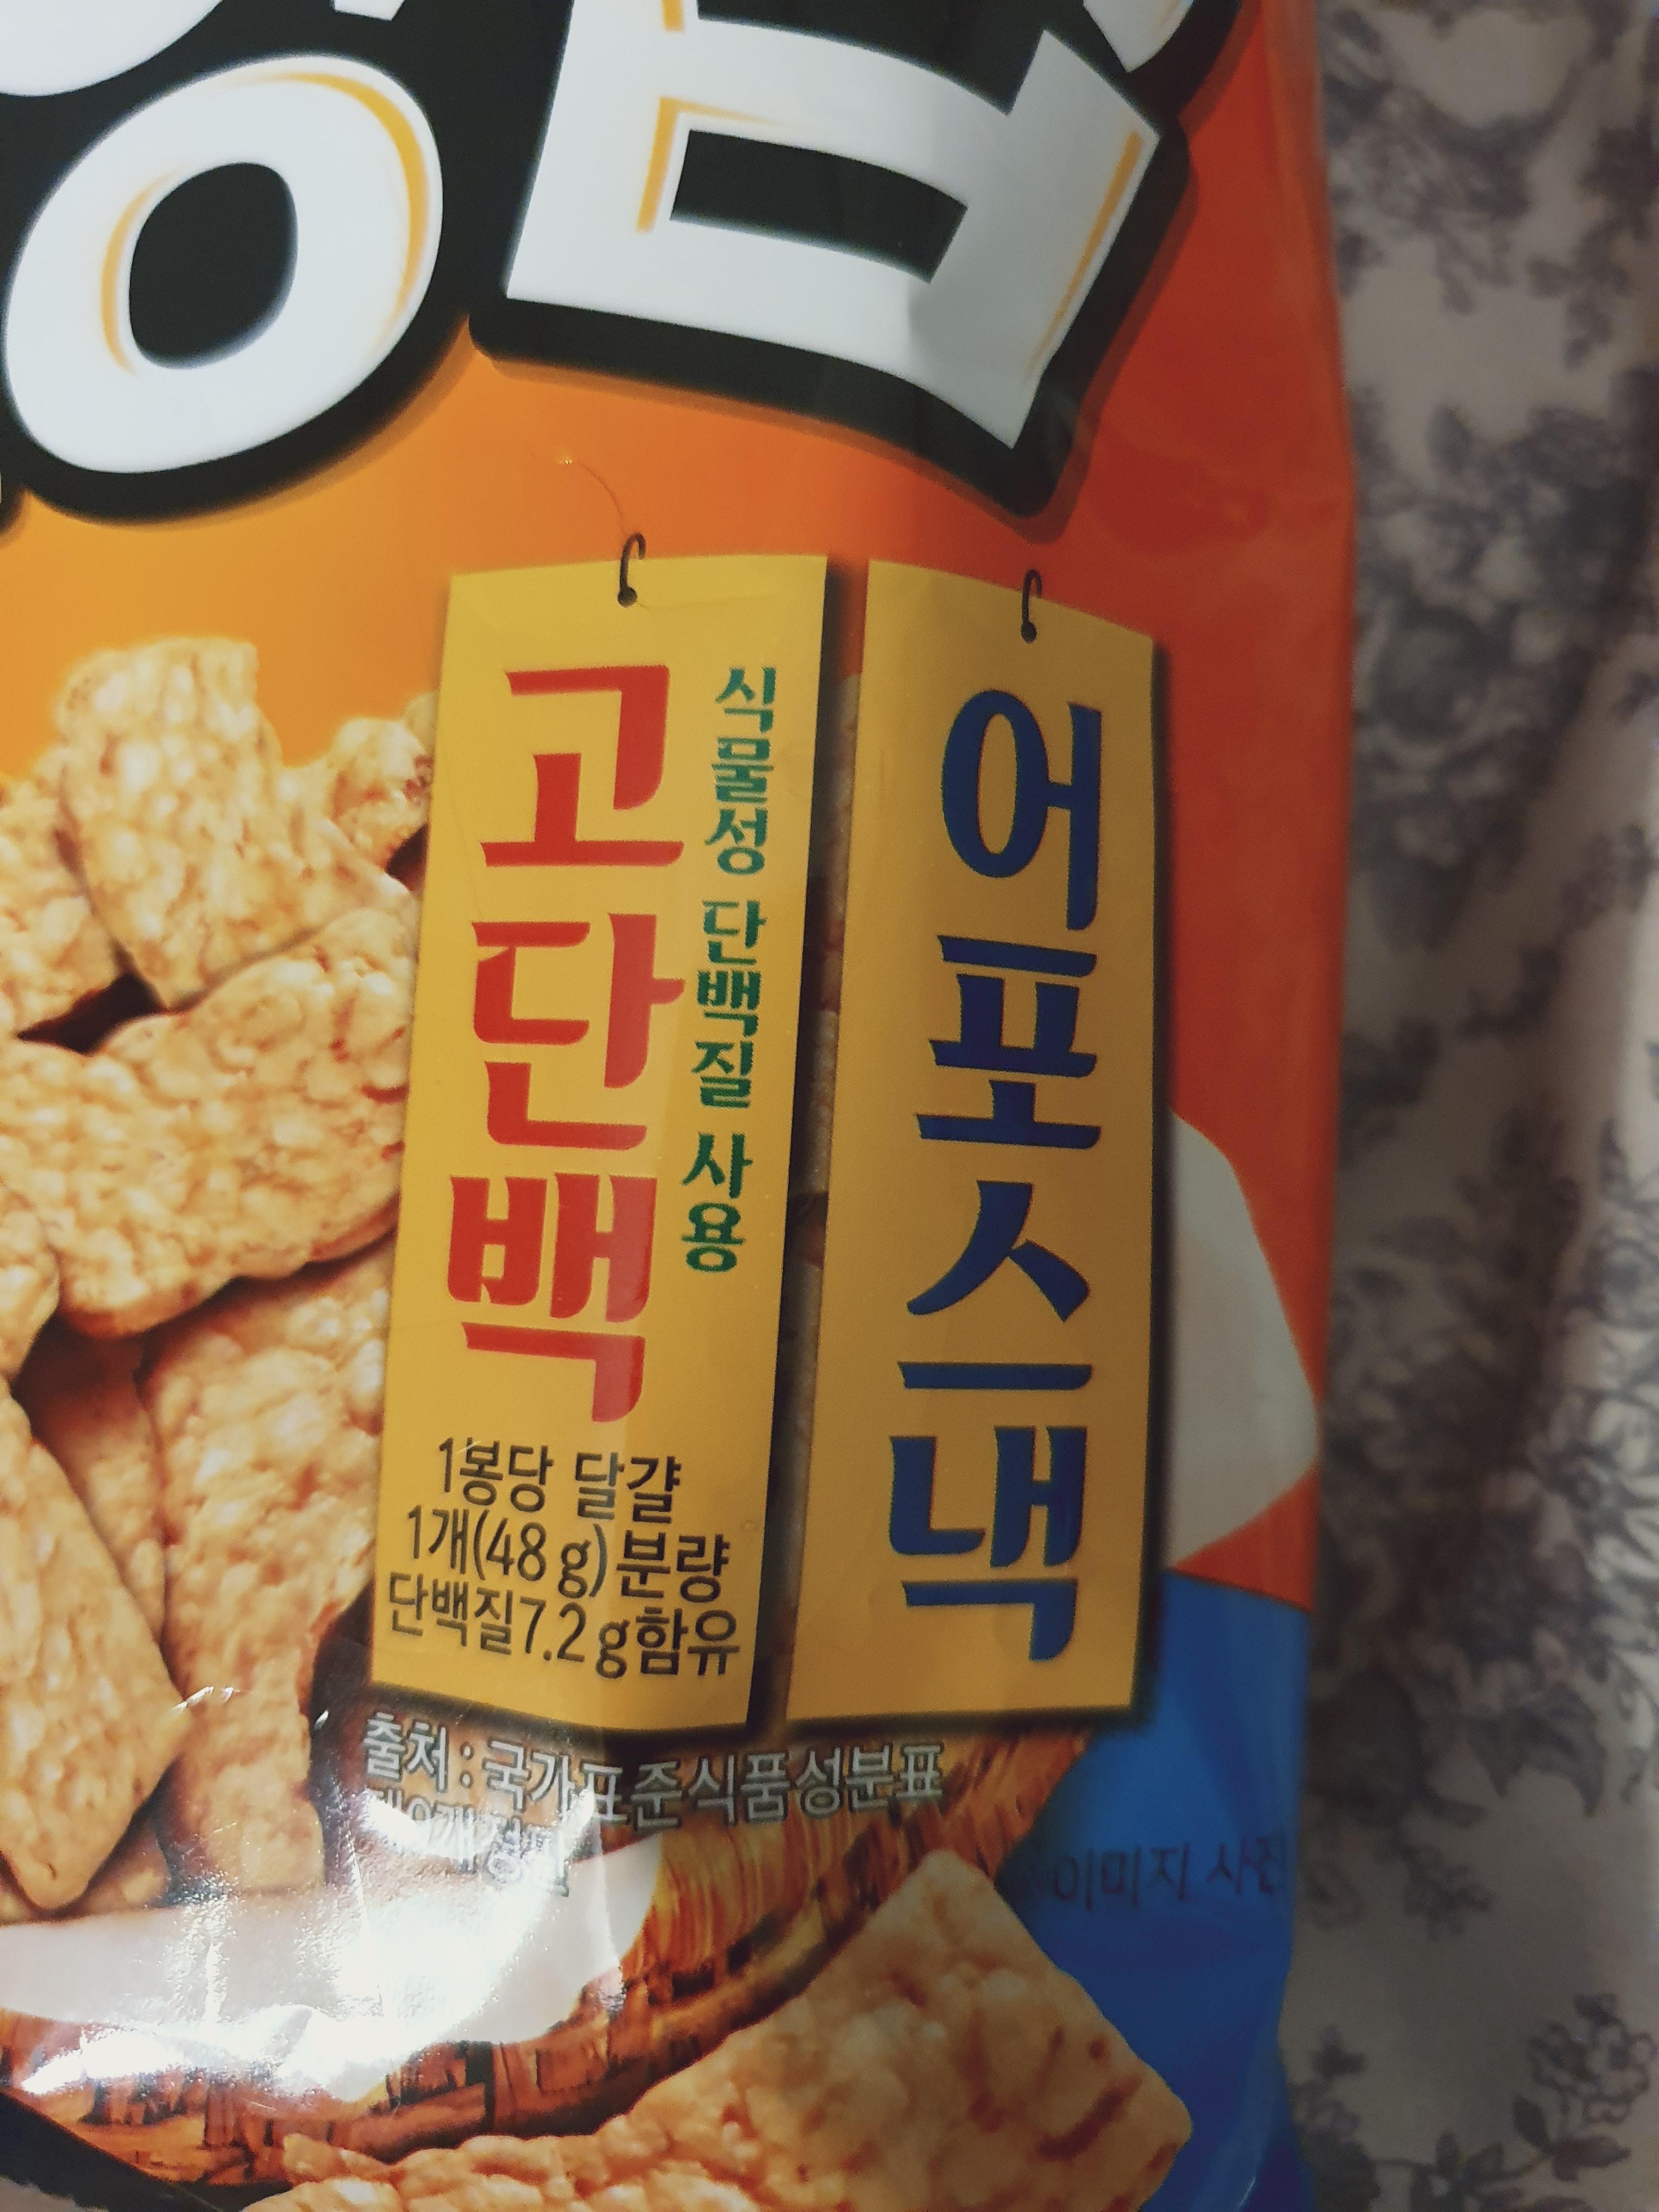 식물성 단백질 사용
고단백
1봉당 달걀
1개(48 g)분량
단백질7.2 g함유
어포스낵
출처 : 국가표준식품성분표
이미지 사진